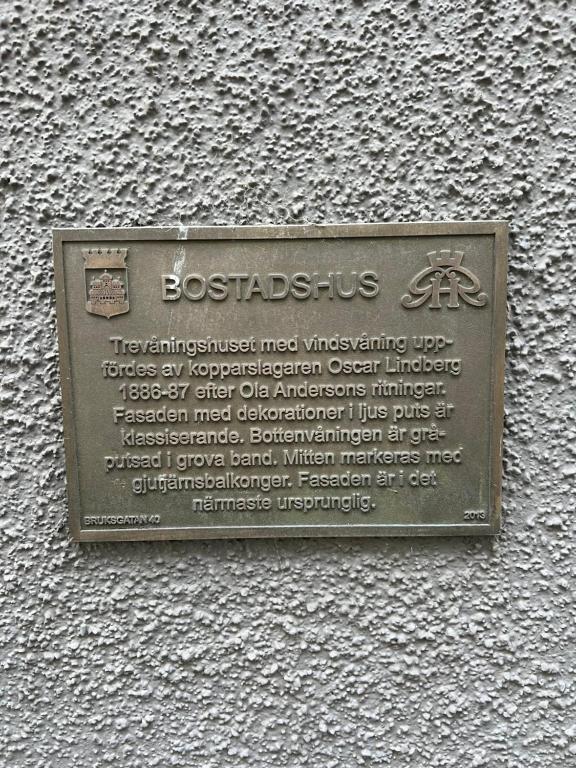 BOSTADSHUS
Trevåningshuset med vindsvåning upp-
fördes av kopparslagaren Oscar Lindberg
1886-87 efter Ola Andersons ritningar.
Fasaden med dekorationer i ljus puts är
klassiserande. Bottenvåningen är grå-
putsad i grova band. Mitten markeras med
gjutjärnsbalkonger. Fasaden är i det
närmaste ursprunglig.
BRUKSGATAN 40 2013